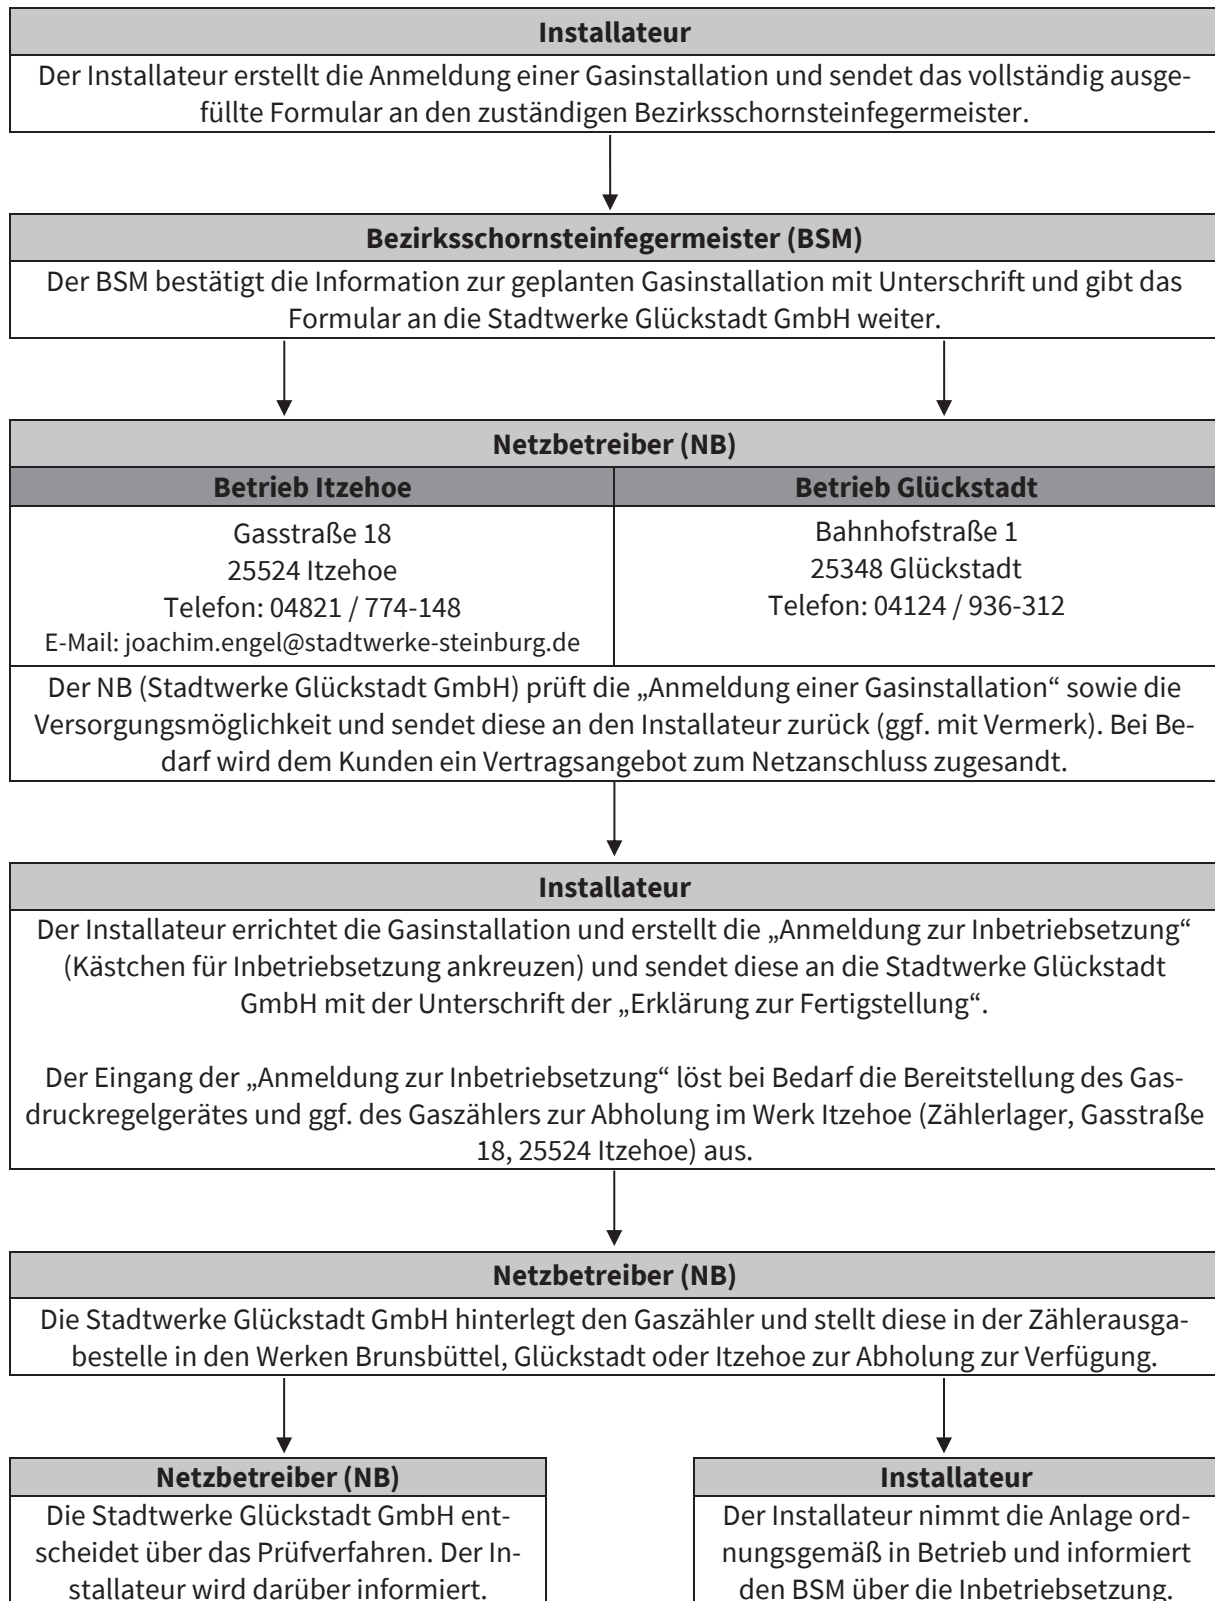 Installateur
Der Installateur erstellt die Anmeldung einer Gasinstallation und sendet das vollständig ausge-
füllte Formular an den zuständigen Bezirksschornsteinfegermeister.
Bezirksschornsteinfegermeister (BSM)
Der BSM bestätigt die Information zur geplanten Gasinstallation mit Unterschrift und gibt das
Formular an die Stadtwerke Glückstadt GmbH weiter.
Netzbetreiber (NB)
Betrieb Itzehoe
Gasstraße 18
25524 Itzehoe
Telefon: 04821 / 774-148
E-Mail: joachim.engel@stadtwerke-steinburg.de
Betrieb Glückstadt
Bahnhofstraße 1
25348 Glückstadt
Telefon: 04124 / 936-312
Der NB (Stadtwerke Glückstadt GmbH) prüft die „Anmeldung einer Gasinstallation“ sowie die
Versorgungsmöglichkeit und sendet diese an den Installateur zurück (ggf. mit Vermerk). Bei Be-
darf wird dem Kunden ein Vertragsangebot zum Netzanschluss zugesandt.
Installateur
Der Installateur errichtet die Gasinstallation und erstellt die „Anmeldung zur Inbetriebsetzung“
(Kästchen für Inbetriebsetzung ankreuzen) und sendet diese an die Stadtwerke Glückstadt
GmbH mit der Unterschrift der „Erklärung zur Fertigstellung“.
Der Eingang der „Anmeldung zur Inbetriebsetzung“ löst bei Bedarf die Bereitstellung des Gas-
druckregelgerätes und ggf. des Gaszählers zur Abholung im Werk Itzehoe (Zählerlager, Gasstraße
18, 25524 Itzehoe) aus.
Netzbetreiber (NB)
Die Stadtwerke Glückstadt GmbH hinterlegt den Gaszähler und stellt diese in der Zählerausga-
bestelle in den Werken Brunsbüttel, Glückstadt oder Itzehoe zur Abholung zur Verfügung.
Netzbetreiber (NB)
Die Stadtwerke Glückstadt GmbH ent-
scheidet über das Prüfverfahren. Der In-
stallateur wird darüber informiert.
Installateur
Der Installateur nimmt die Anlage ord-
nungsgemäß in Betrieb und informiert
den BSM über die Inbetriebsetzung.